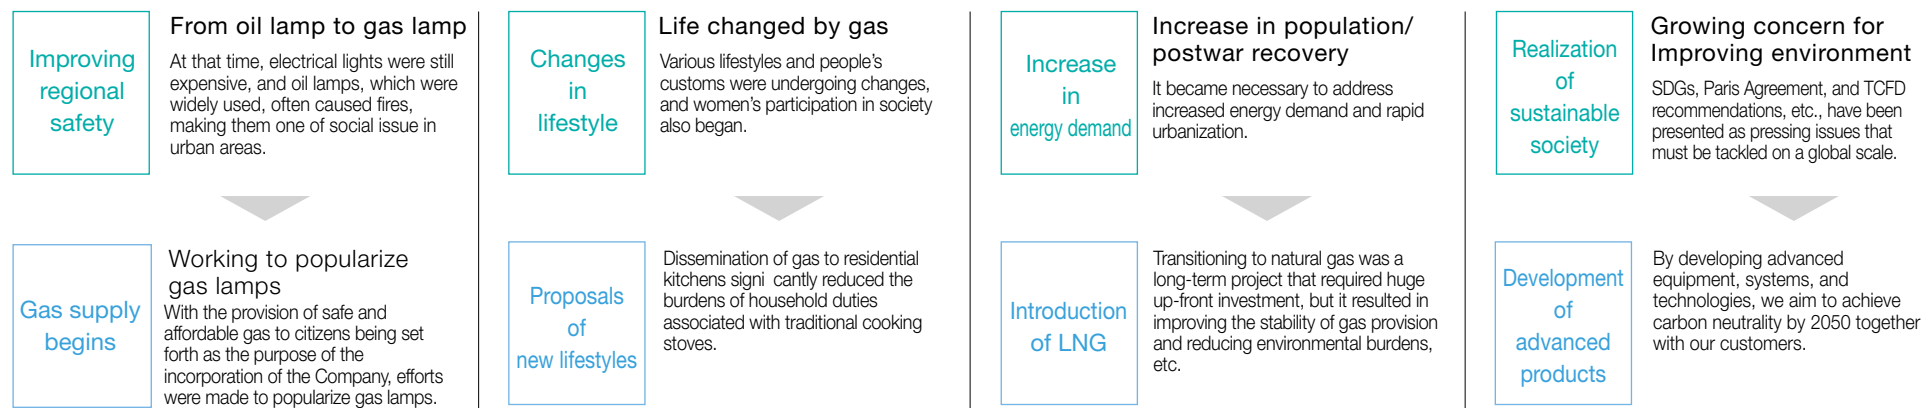 Improving
regional
safety
From oil lamp to gas lamp
At that time, electrical lights were still
expensive, and oil lamps, which were
widely used, often caused fires,
making them one of social issue in
urban areas.
Gas supply
begins
Working to popularize
gas lamps
With the provision of safe and
affordable gas to citizens being set
forth as the purpose of the
incorporation of the Company, efforts
were made to popularize gas lamps.
Changes
in
lifestyle
Life changed by gas
Various lifestyles and people's
customs were undergoing changes,
and women's participation in society
also began.
Proposals
of
new lifestyles
Dissemination of gas to residential
kitchens signi cantly reduced the
burdens of household duties
associated with traditional cooking
stoves.
Increase
in
energy demand
Increase in population/
postwar recovery
It became necessary to address
increased energy demand and rapid
urbanization.
Introduction
of LNG
Transitioning to natural gas was a
long-term project that required huge
up-front investment, but it resulted in
improving the stability of gas provision
and reducing environmental burdens,
etc.
Realization
of
sustainable
society
Growing concern for
Improving environment
SDGs, Paris Agreement, and TCFD
recommendations, etc., have been
presented as pressing issues that
must be tackled on a global scale.
Development
of
advanced
products
By developing advanced
equipment, systems, and
technologies, we aim to achieve
carbon neutrality by 2050 together
with our customers.